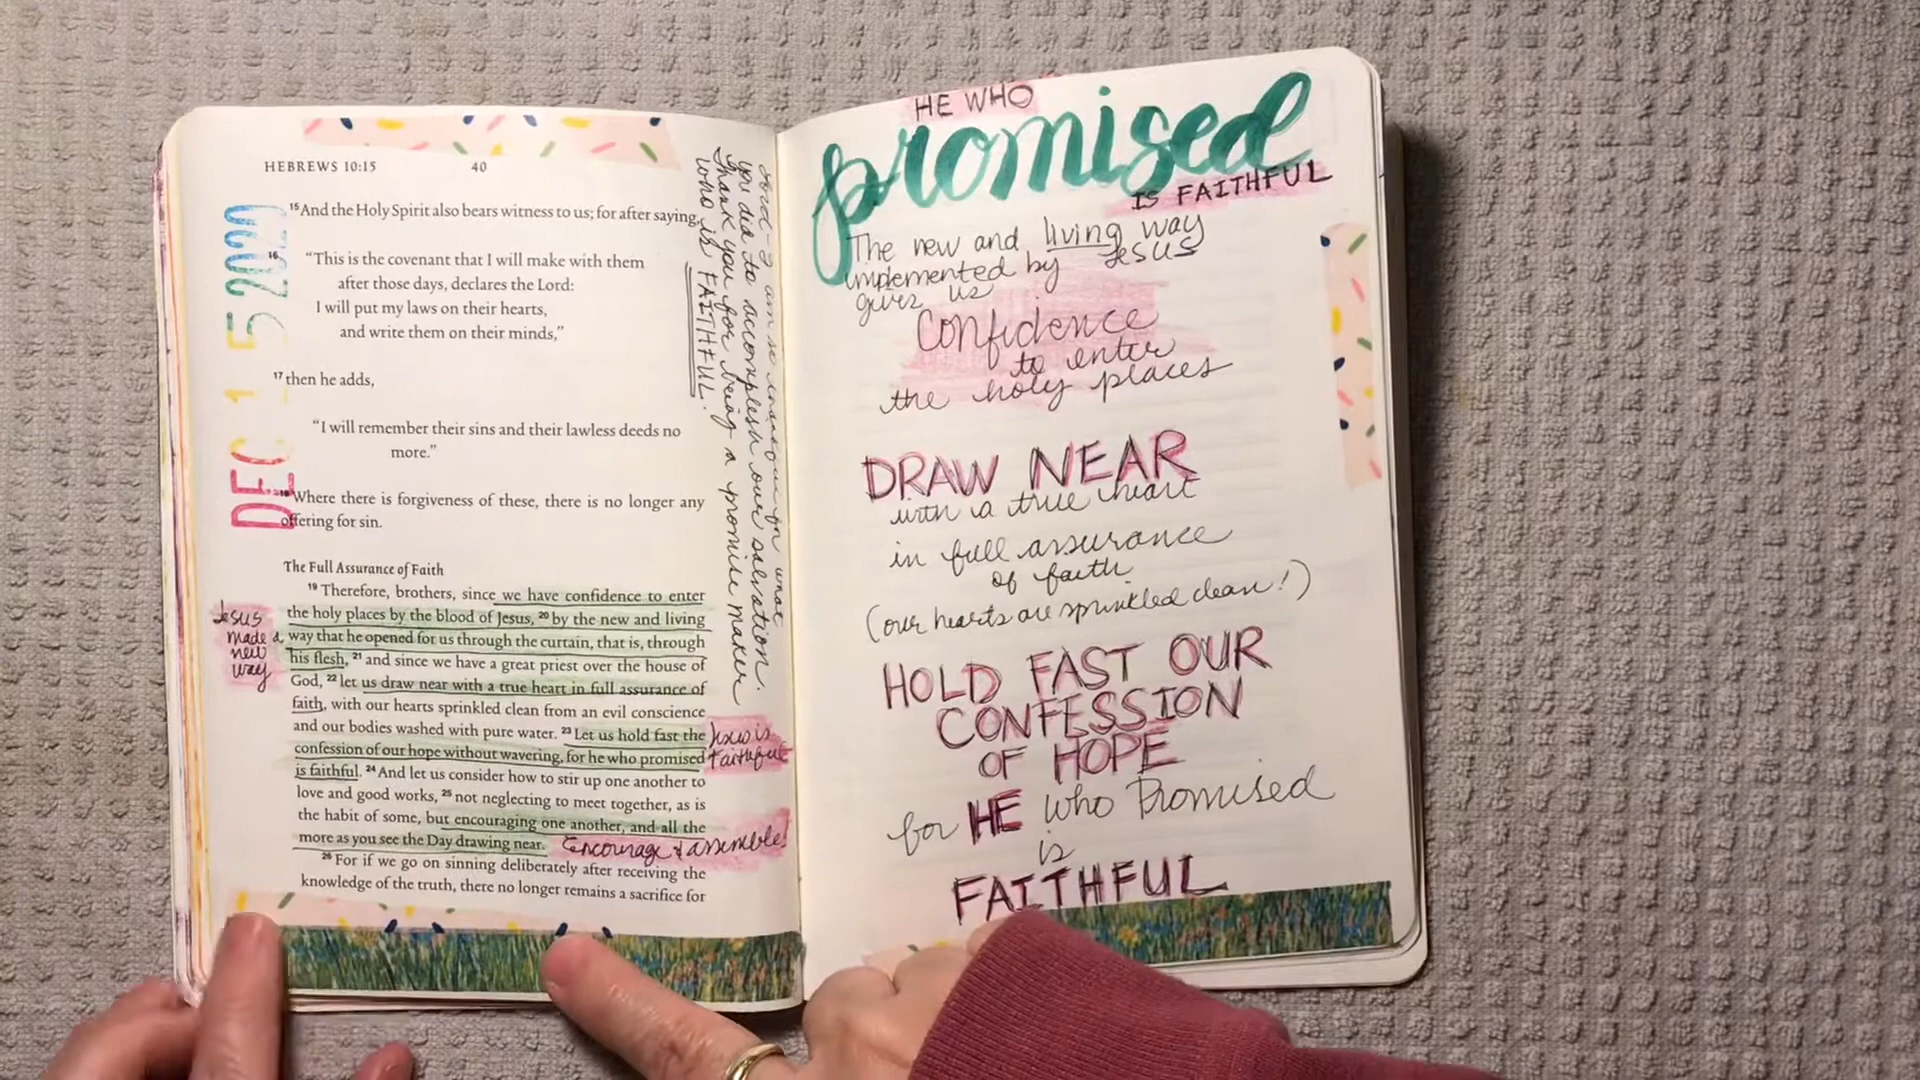 HEBREWS 10:15 40
DEC 15 2020
15 And the Holy Spirit also bears witness to us; for after saying,
16 "This is the covenant that I will make with them
after those days, declares the Lord:
I will put my laws on their hearts,
and write them on their minds,"
17 then he adds,
"I will remember their sins and their lawless deeds no
more."
18 Where there is forgiveness of these, there is no longer any
offering for sin.
The Full Assurance of Faith
19 Therefore, brothers, since we have confidence to enter
the holy places by the blood of Jesus, 20 by the new and living
way that he opened for us through the curtain, that is, through
his flesh, 21 and since we have a great priest over the house of
God, 22 let us draw near with a true heart in full assurance of
faith, with our hearts sprinkled clean from an evil conscience
and our bodies washed with pure water. 23 Let us hold fast the
confession of our hope without wavering, for he who promised
is faithful. 24 And let us consider how to stir up one another to
love and good works, 25 not neglecting to meet together, as is
the habit of some, but encouraging one another, and all the
more as you see the Day drawing near.
26 For if we go on sinning deliberately after receiving the
knowledge of the truth, there no longer remains a sacrifice for
Jesus
made a
new
way
Jesus is
faithful
Encourage & assemble!
Lord - I am so
you did to accomplish our salvation.
Thank you for being a promise maker
who is FAITHFUL.
HE WHO
promised
IS FAITHFUL
The new and living way
implemented by Jesus
gives us
Confidence
to enter
the holy places
DRAW NEAR
with a true heart
in full assurance
of faith
(our hearts are sprinkled clean!)
HOLD FAST OUR
CONFESSION
OF HOPE
for HE who Promised
is
FAITHFUL